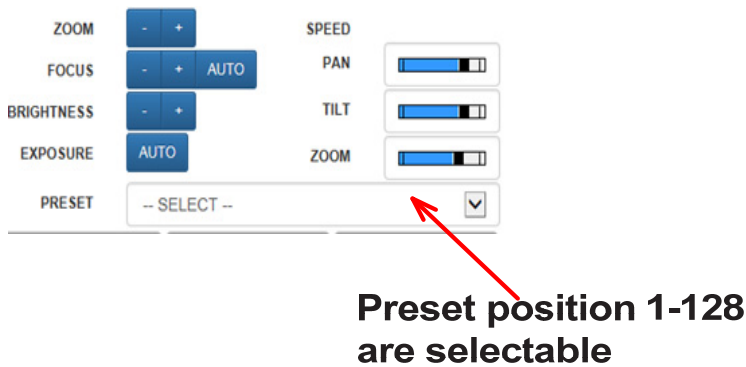 ZOOM - + SPEED
FOCUS - + AUTO PAN
BRIGHTNESS - + TILT
EXPOSURE AUTO ZOOM
PRESET -- SELECT --
Preset position 1-128
are selectable